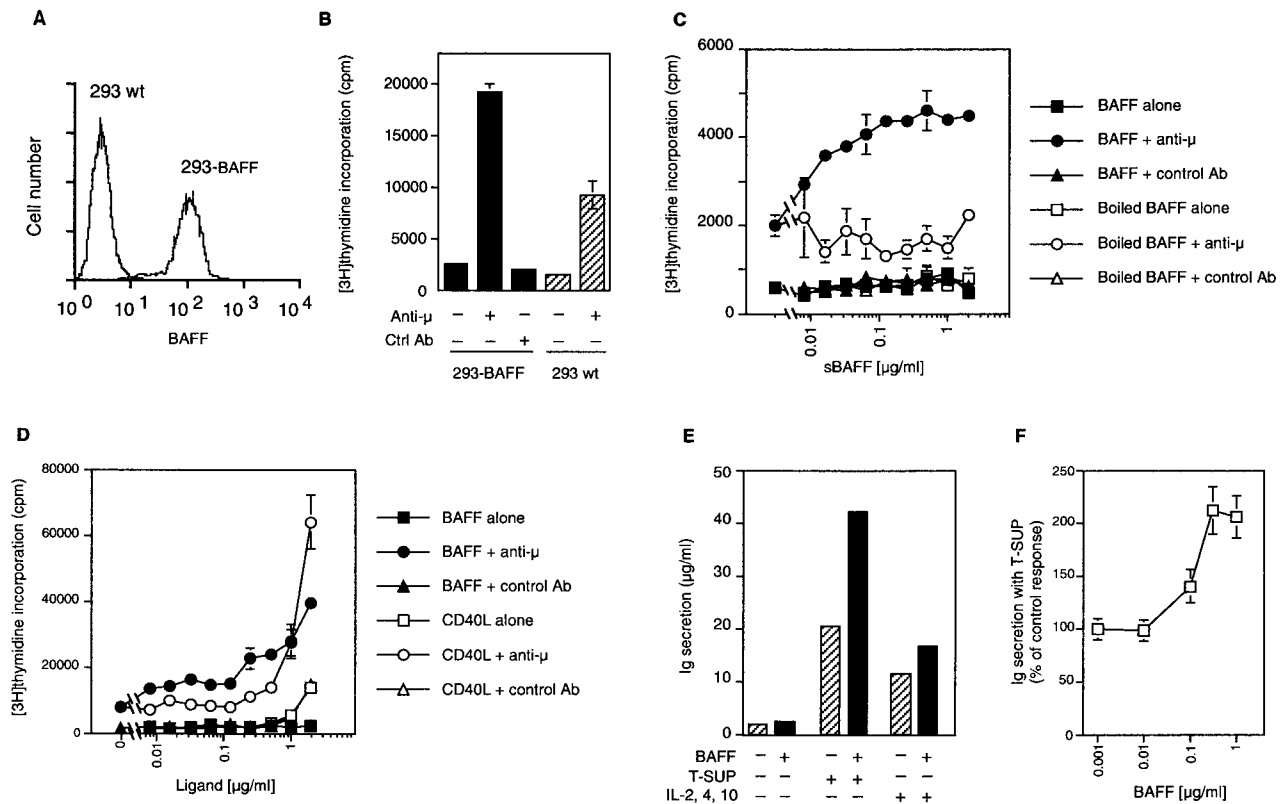 A
293 wt
293-BAFF
Cell number
10^0 10^1 10^2 10^3 10^4
BAFF
B
[3H]thymidine incorporation (cpm)
20000
15000
10000
5000
0
Anti-μ – + – – +
Ctrl Ab – – +
293-BAFF 293 wt
C
[3H]thymidine incorporation (cpm)
6000
4000
2000
0
0.01 0.1 1
sBAFF [μg/ml]
BAFF alone
BAFF + anti-μ
BAFF + control Ab
Boiled BAFF alone
Boiled BAFF + anti-μ
Boiled BAFF + control Ab
D
[3H]thymidine incorporation (cpm)
80000
60000
40000
20000
0
0 0.01 0.1 1
Ligand [μg/ml]
BAFF alone
BAFF + anti-μ
BAFF + control Ab
CD40L alone
CD40L + anti-μ
CD40L + control Ab
E
Ig secretion (μg/ml)
50
40
30
20
10
0
BAFF – + – + – +
T-SUP – – + + – –
IL-2, 4, 10 – – – – + +
F
Ig secretion with T-SUP
(% of control response)
250
200
150
100
50
0
0.001 0.01 0.1 1
BAFF [μg/ml]